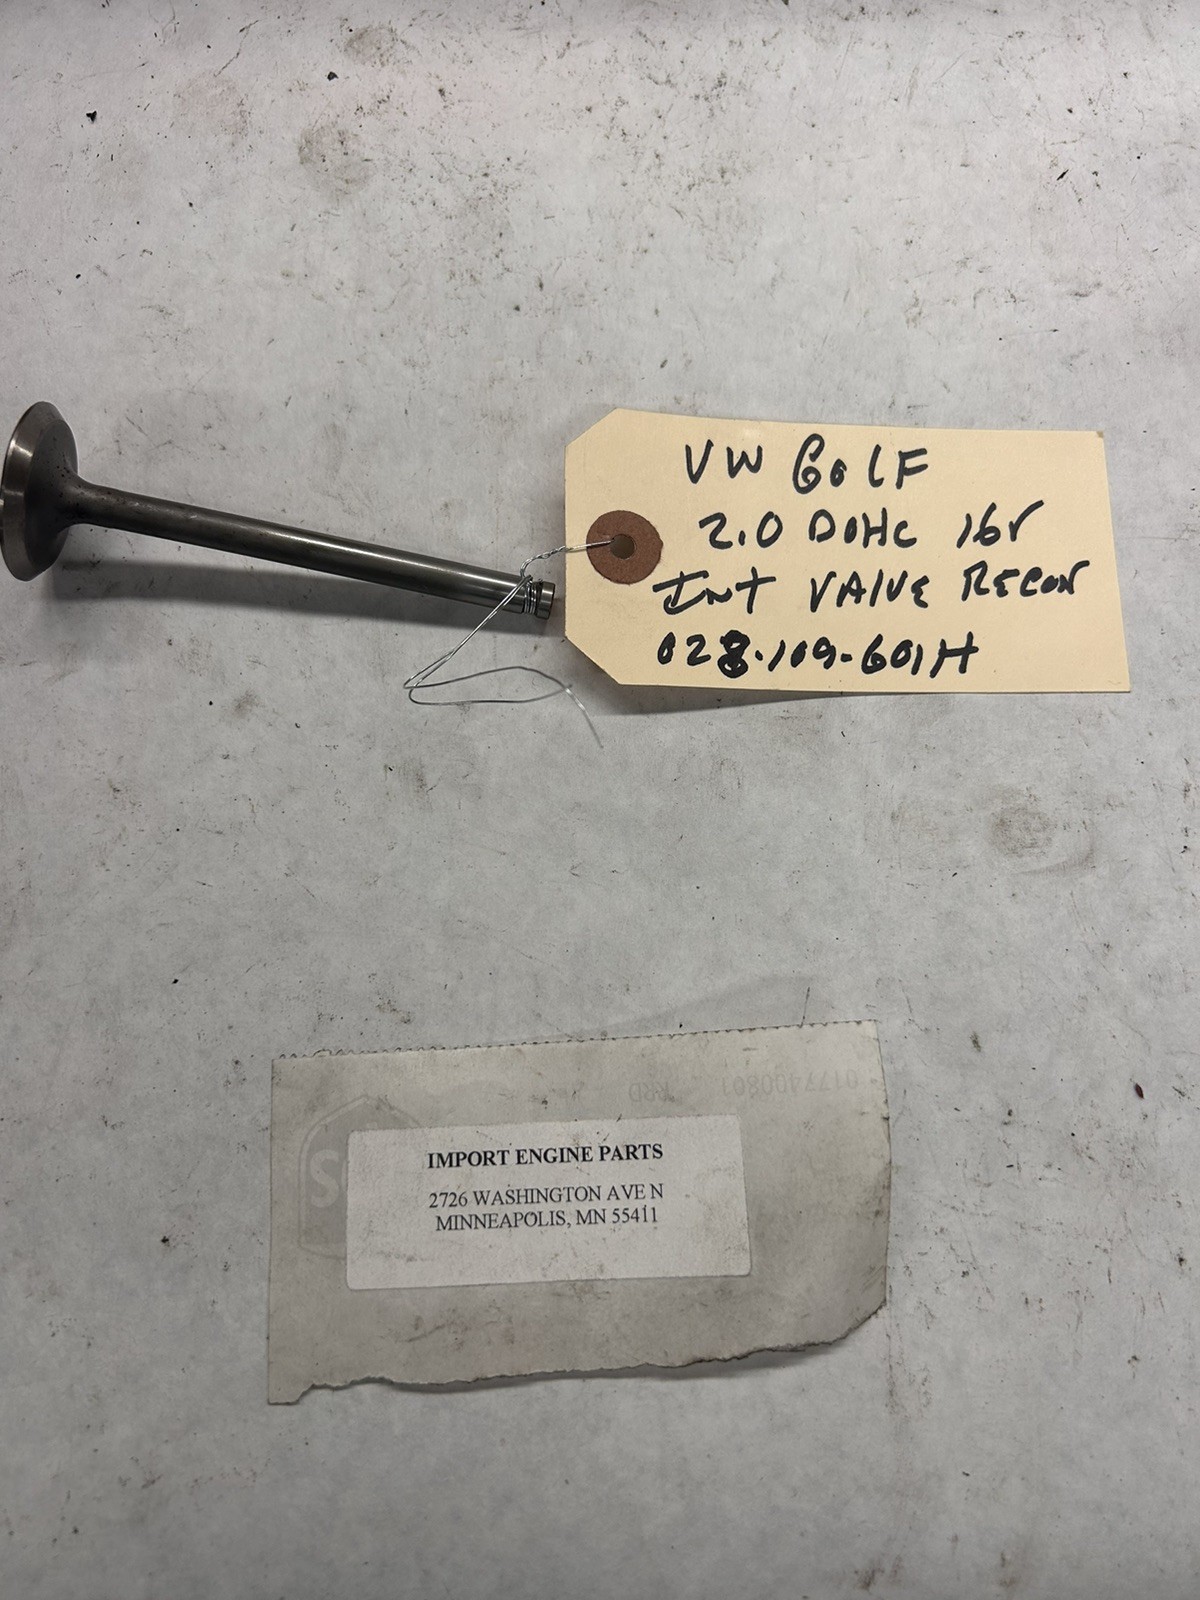 VW GOLF
2.0 DOHC 16V
INT VALVE RECON
028·109·601H
IMPORT ENGINE PARTS
2726 WASHINGTON AVE N
MINNEAPOLIS, MN 55411